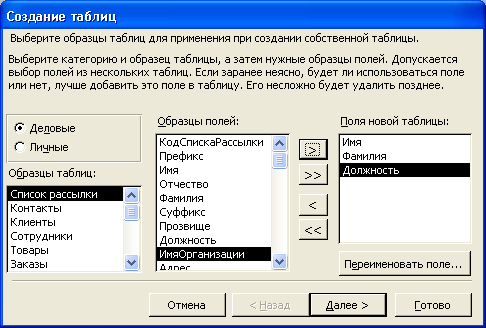 Создание таблиц
Выберите образцы таблиц для применения при создании собственной таблицы.
Выберите категорию и образец таблицы, а затем нужные образцы полей. Допускается
выбор полей из нескольких таблиц. Если заранее неясно, будет ли использоваться поле
или нет, лучше добавить это поле в таблицу. Его несложно будет удалить позднее.
Деловые
Личные
Образцы таблиц:
Список рассылки
Контакты
Клиенты
Сотрудники
Товары
Заказы
Образцы полей:
КодСпискаРассылки
Префикс
Имя
Отчество
Фамилия
Суффикс
Прозвище
Должность
ИмяОрганизации
Адрес
>
>>
<
<<
Поля новой таблицы:
Имя
Фамилия
Должность
Переименовать поле...
Отмена
< Назад
Далее >
Готово